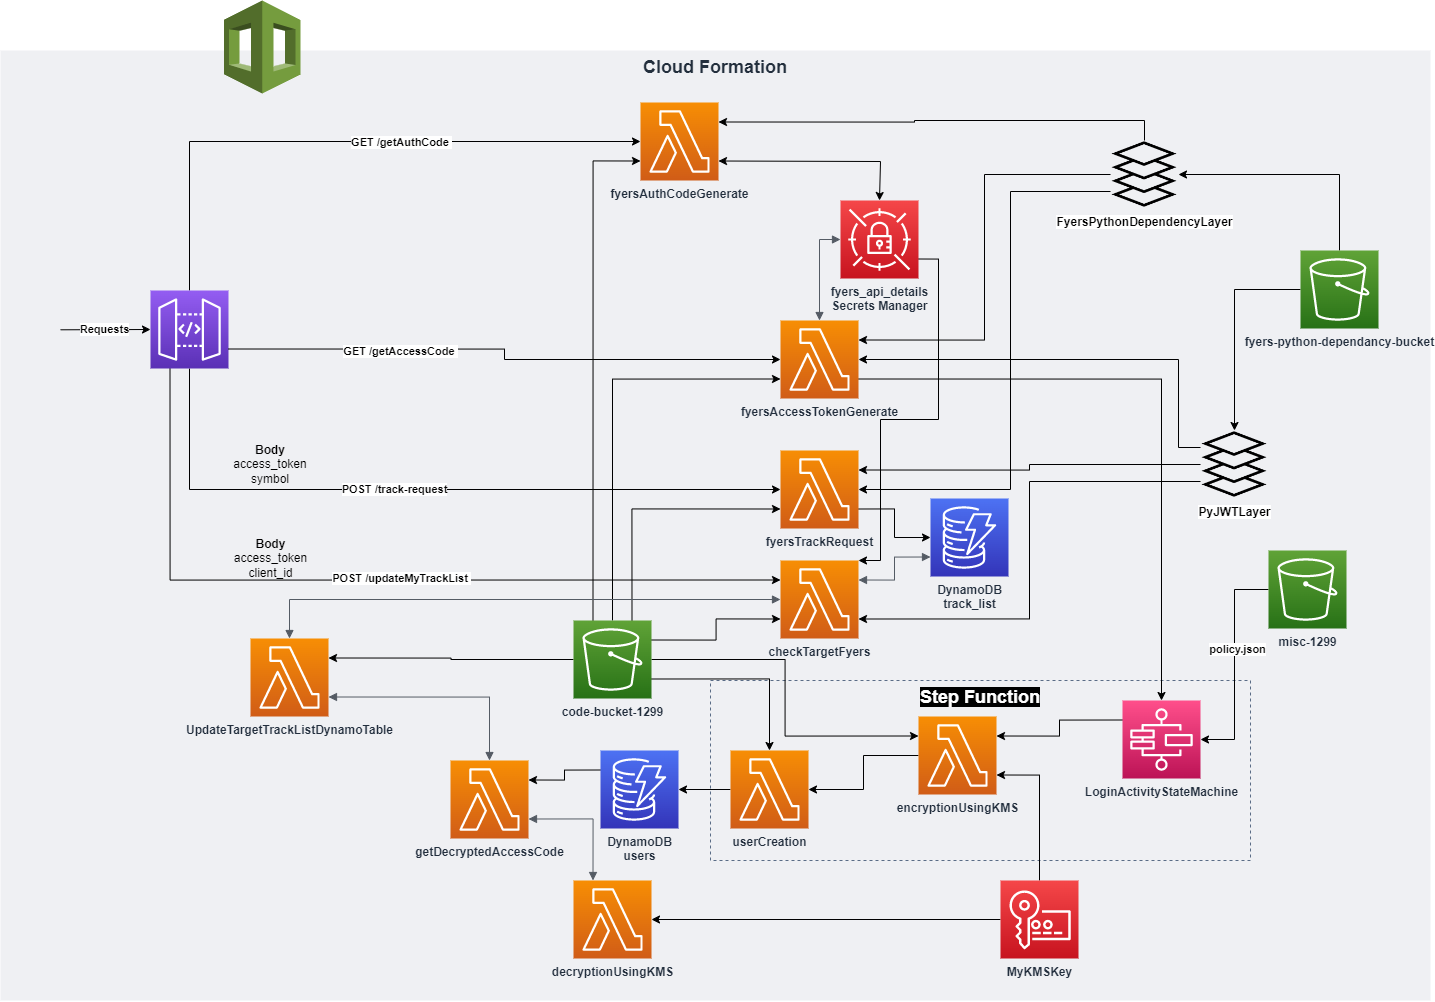 Cloud Formation
GET /getAuthCode
fyersAuthCodeGenerate
FyersPythonDependencyLayer
fyers_api_details
Secrets Manager
Requests
GET /getAccessCode
fyers-python-dependancy-bucket
fyersAccessTokenGenerate
Body
access_token
symbol
POST /track-request
PyJWTLayer
fyersTrackRequest
Body
access_token
client_id
POST /updateMyTrackList
DynamoDB
track_list
checkTargetFyers
misc-1299
policy.json
code-bucket-1299
Step Function
UpdateTargetTrackListDynamoTable
LoginActivityStateMachine
encryptionUsingKMS
getDecryptedAccessCode
DynamoDB
users
userCreation
decryptionUsingKMS
MyKMSKey